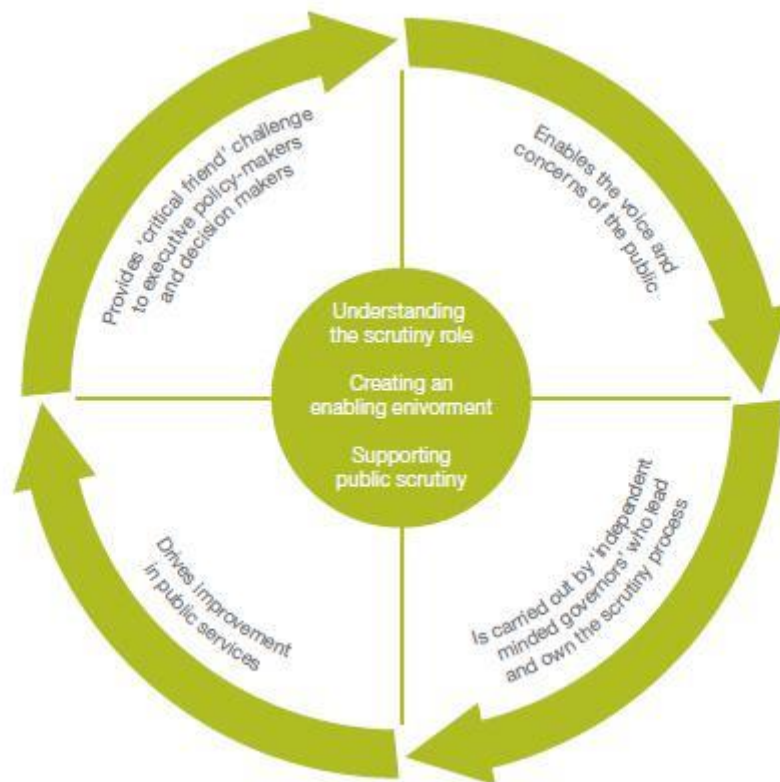 Provides ‘critical friend’ challenge
to executive policy-makers
and decision makers
Enables the voice and
concerns of the public
Understanding
the scrutiny role
Creating an
enabling enivorment
Supporting
public scrutiny
Drives improvement
in public services
Is carried out by ‘independent
minded governors’ who lead
and own the scrutiny process